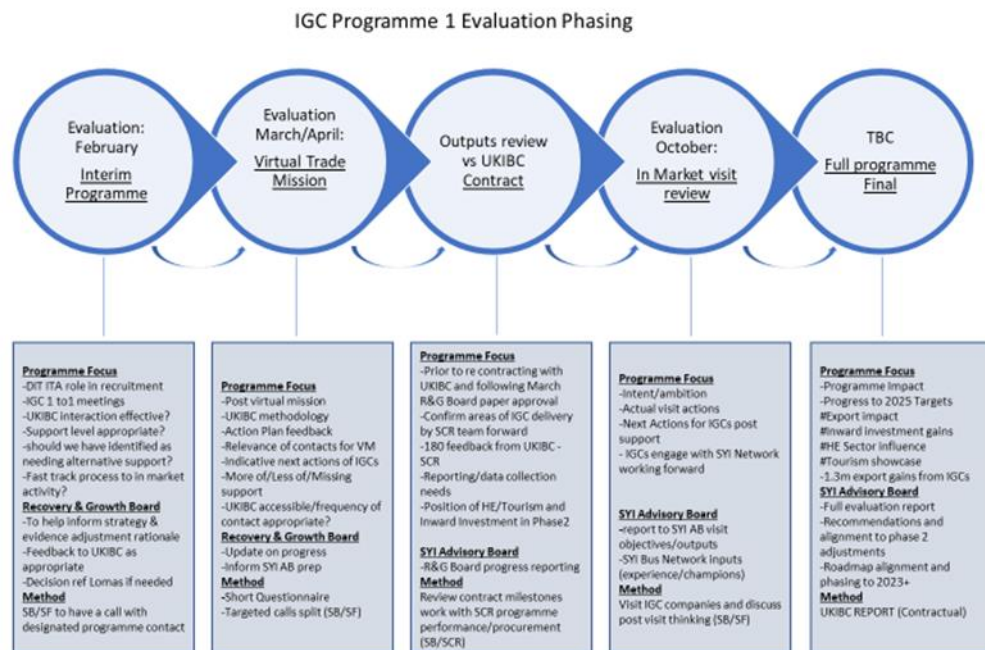 IGC Programme 1 Evaluation Phasing
Evaluation:
February
Interim
Programme
Evaluation
March/April:
Virtual Trade
Mission
Outputs review
vs UKIBC
Contract
Evaluation
October:
In Market visit
review
TBC
Full programme
Final
Programme Focus
-DIT ITA role in recruitment
-IGC 1 to1 meetings
-UKIBC interaction effective?
-Support level appropriate?
-should we have identified as
needing alternative support?
-Fast track process to in market
activity?
Recovery & Growth Board
-To help inform strategy &
evidence adjustment rationale
-Feedback to UKIBC as
appropriate
-Decision ref Lomas if needed
Method
SB/SF to have a call with
designated programme contact
Programme Focus
-Post virtual mission
-UKIBC methodology
-Action Plan feedback
-Relevance of contacts for VM
-Indicative next actions of IGCs
-More of/Less of/Missing
support
-UKIBC accessible/frequency of
contact appropriate?
Recovery & Growth Board
-Update on progress
-Inform SYI AB prep
Method
-Short Questionnaire
-Targeted calls split (SB/SF)
Programme Focus
-Prior to re contracting with
UKIBC and following March
R&G Board paper approval
-Confirm areas of IGC delivery
by SCR team forward
-180 feedback from UKIBC -
SCR
-Reporting/data collection
needs
-Position of HE/Tourism and
Inward Investment in Phase2
SYI Advisory Board
-R&G Board progress reporting
Method
Review contract milestones
work with SCR programme
performance/procurement
(SB/SCR)
Programme Focus
-Intent/ambition
-Actual visit actions
-Next Actions for IGCs post
support
- IGCs engage with SYI Network
working forward
SYI Advisory Board
-report to SYI AB visit
objectives/outputs
-SYI Bus Network inputs
(experience/champions)
Method
Visit IGC companies and discuss
post visit thinking (SB/SF)
Programme Focus
-Programme Impact
-Progress to 2025 Targets
#Export impact
#Inward investment gains
#HE Sector influence
#Tourism showcase
-1.3m export gains from IGCs
SYI Advisory Board
-Full evaluation report
-Recommendations and
alignment to phase 2
adjustments
-Roadmap alignment and
phasing to 2023+
Method
UKIBC REPORT (Contractual)